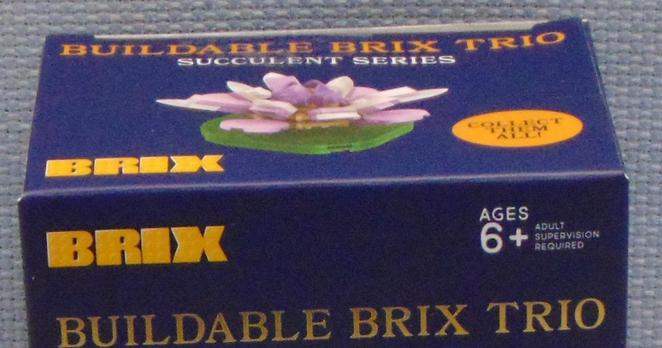 BUILDABLE BRIX TRIO
SUCCULENT SERIES
COLLECT
THEM
ALL!
BRIX
BRIX
AGES
6+
ADULT
SUPERVISION
REQUIRED
BUILDABLE BRIX TRIO